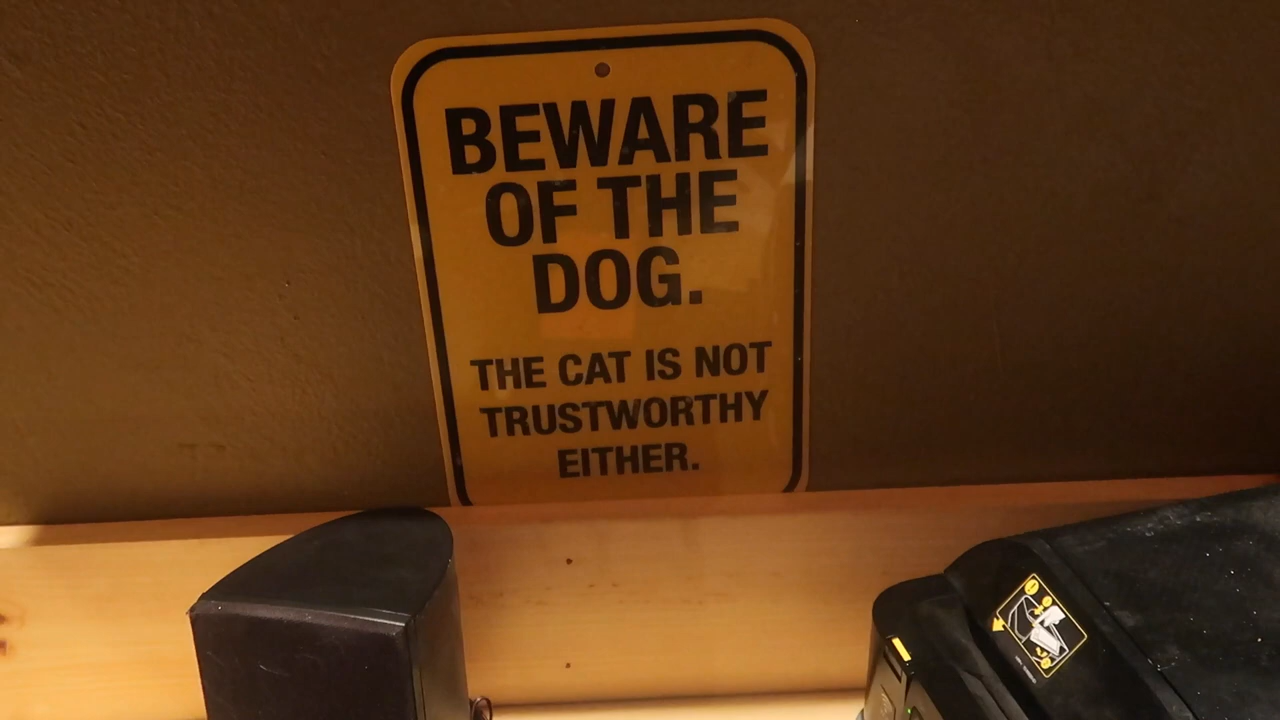 BEWARE
OF THE
DOG.
THE CAT IS NOT
TRUSTWORTHY
EITHER.